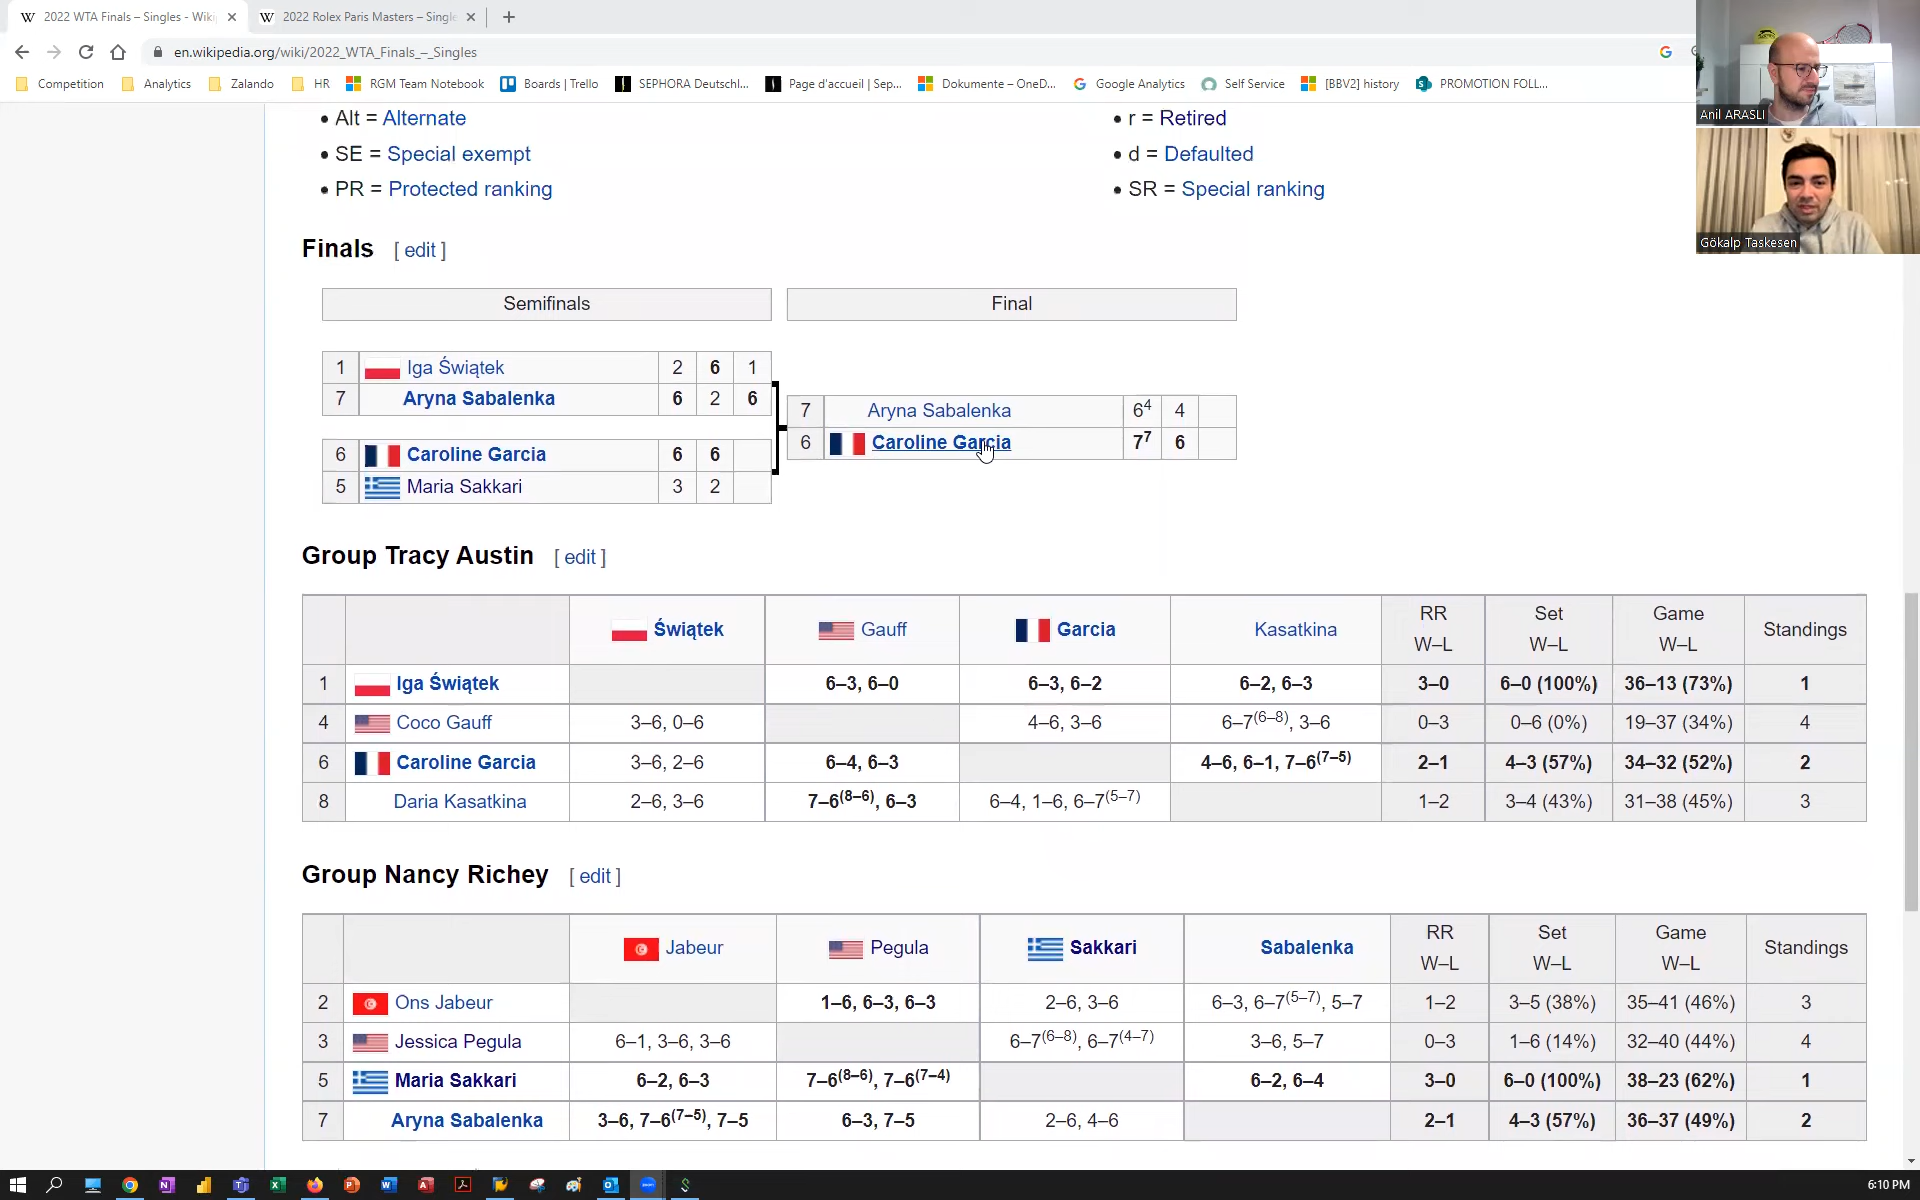 2022 WTA Finals – Singles - Wiki
2022 Rolex Paris Masters – Single
en.wikipedia.org/wiki/2022_WTA_Finals_–_Singles
Competition Analytics Zalando HR RGM Team Notebook Boards | Trello SEPHORA Deutschl... Page d'accueil | Sep... Dokumente – OneD... Google Analytics Self Service [BBV2] history PROMOTION FOLL...
Anil ARASLI
Gökalp Taskesen
• Alt = Alternate
• SE = Special exempt
• PR = Protected ranking
• r = Retired
• d = Defaulted
• SR = Special ranking
Finals [ edit ]
Semifinals Final
1 Iga Świątek 2 6 1
7 Aryna Sabalenka 6 2 6
6 Caroline Garcia 6 6
5 Maria Sakkari 3 2
7 Aryna Sabalenka 6⁴ 4
6 Caroline Garcia 7⁷ 6
Group Tracy Austin [ edit ]
Świątek Gauff Garcia Kasatkina RR W–L Set W–L Game W–L Standings
1 Iga Świątek 6–3, 6–0 6–3, 6–2 6–2, 6–3 3–0 6–0 (100%) 36–13 (73%) 1
4 Coco Gauff 3–6, 0–6 4–6, 3–6 6–7(6–8), 3–6 0–3 0–6 (0%) 19–37 (34%) 4
6 Caroline Garcia 3–6, 2–6 6–4, 6–3 4–6, 6–1, 7–6(7–5) 2–1 4–3 (57%) 34–32 (52%) 2
8 Daria Kasatkina 2–6, 3–6 7–6(8–6), 6–3 6–4, 1–6, 6–7(5–7) 1–2 3–4 (43%) 31–38 (45%) 3
Group Nancy Richey [ edit ]
Jabeur Pegula Sakkari Sabalenka RR W–L Set W–L Game W–L Standings
2 Ons Jabeur 1–6, 6–3, 6–3 2–6, 3–6 6–3, 6–7(5–7), 5–7 1–2 3–5 (38%) 35–41 (46%) 3
3 Jessica Pegula 6–1, 3–6, 3–6 6–7(6–8), 6–7(4–7) 3–6, 5–7 0–3 1–6 (14%) 32–40 (44%) 4
5 Maria Sakkari 6–2, 6–3 7–6(8–6), 7–6(7–4) 6–2, 6–4 3–0 6–0 (100%) 38–23 (62%) 1
7 Aryna Sabalenka 3–6, 7–6(7–5), 7–5 6–3, 7–5 2–6, 4–6 2–1 4–3 (57%) 36–37 (49%) 2
6:10 PM